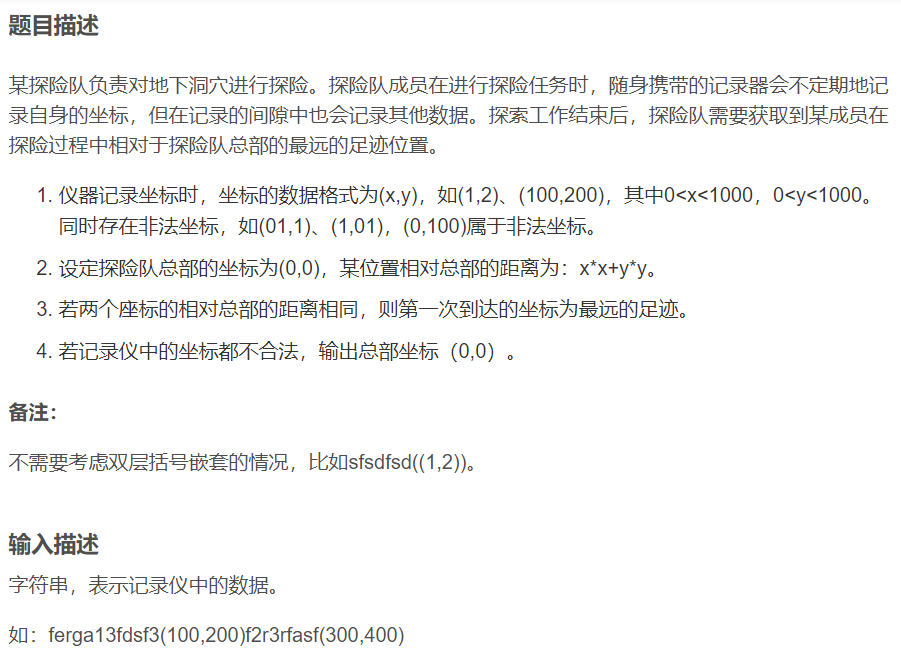 题目描述
某探险队负责对地下洞穴进行探险。探险队成员在进行探险任务时，随身携带的记录器会不定期地记
录自身的坐标，但在记录的间隙中也会记录其他数据。探索工作结束后，探险队需要获取到某成员在
探险过程中相对于探险队总部的最远的足迹位置。
1. 仪器记录坐标时，坐标的数据格式为(x,y)，如(1,2)、(100,200)，其中0<x<1000，0<y<1000。
同时存在非法坐标，如(01,1)、(1,01)，(0,100)属于非法坐标。
2. 设定探险队总部的坐标为(0,0)，某位置相对总部的距离为：x*x+y*y。
3. 若两个座标的相对总部的距离相同，则第一次到达的坐标为最远的足迹。
4. 若记录仪中的坐标都不合法，输出总部坐标（0,0）。
备注：
不需要考虑双层括号嵌套的情况，比如sfsdfsd((1,2))。
输入描述
字符串，表示记录仪中的数据。
如：ferga13fdsf3(100,200)f2r3rfasf(300,400)